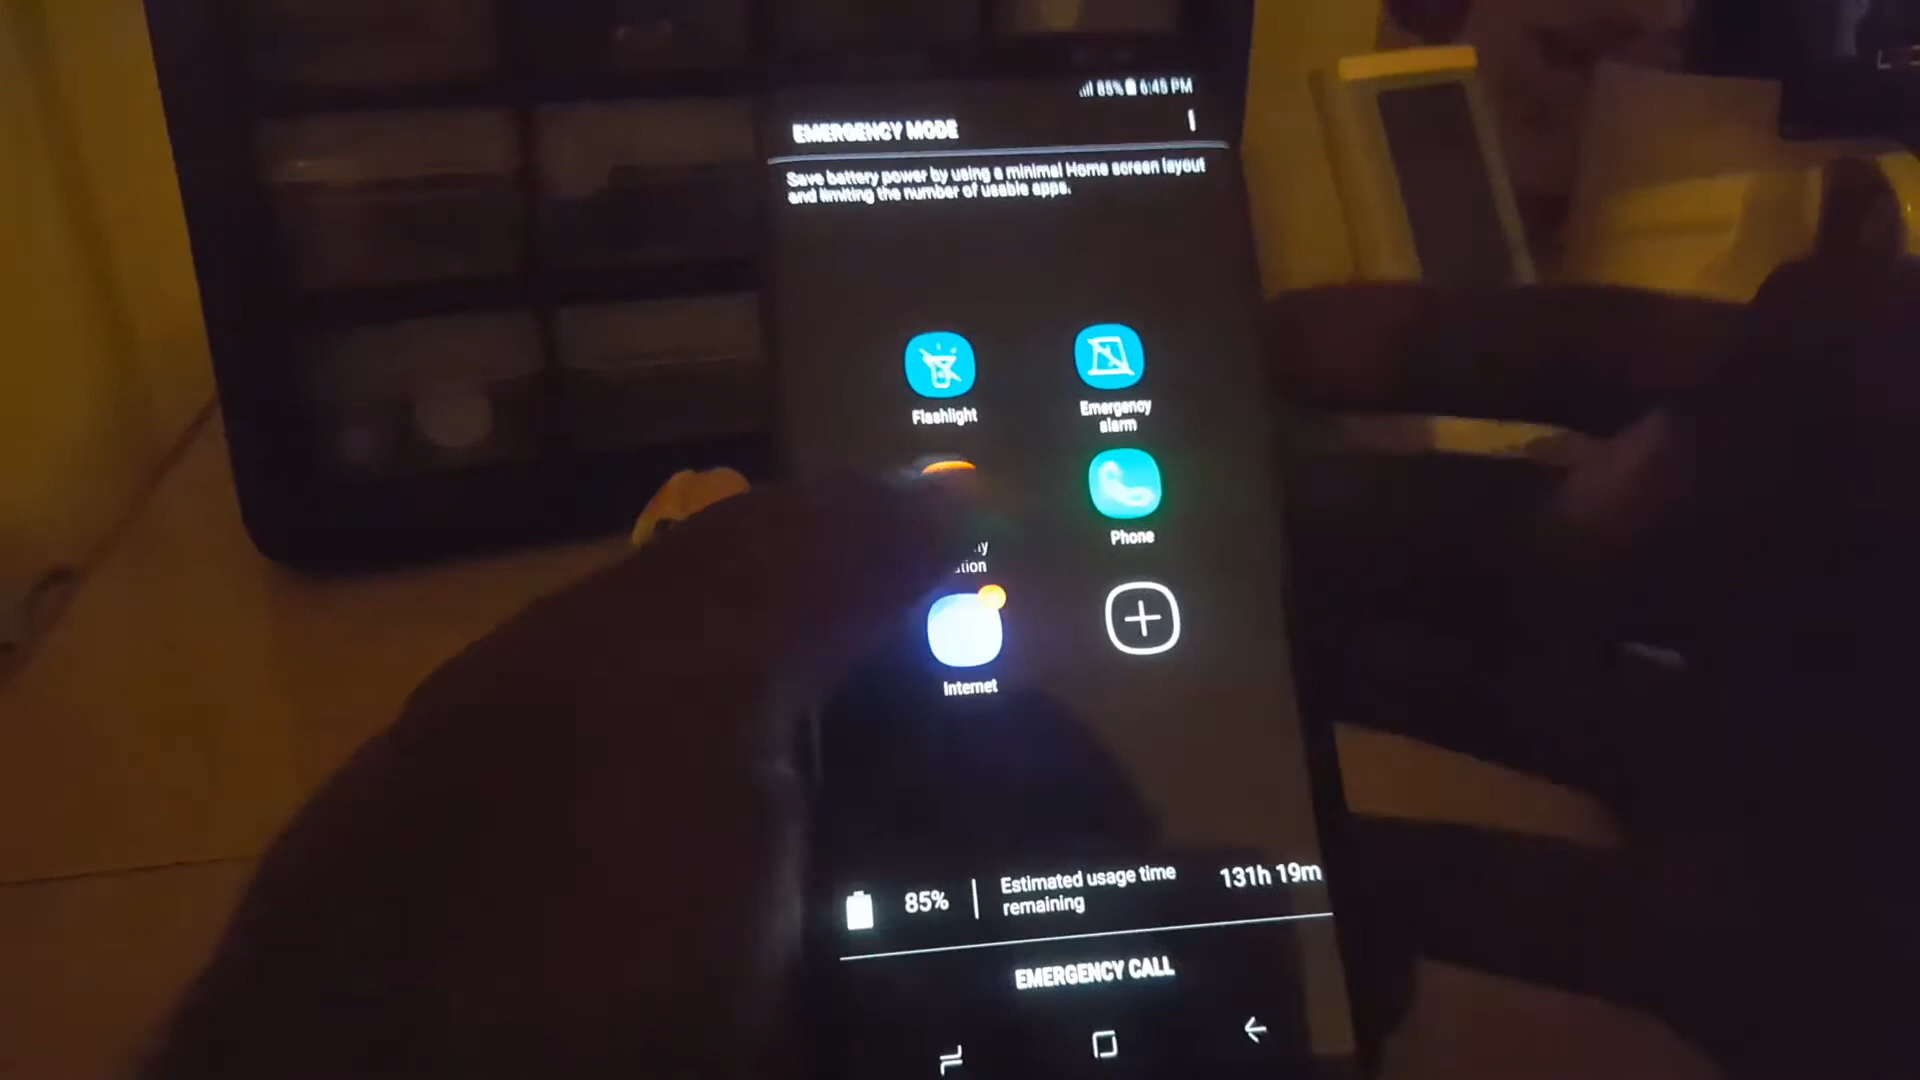 85% 6:45 PM
EMERGENCY MODE
Save battery power by using a minimal Home screen layout
and limiting the number of usable apps.
Flashlight
Emergency
alarm
Phone
Internet
85%
Estimated usage time
remaining
131h 19m
EMERGENCY CALL